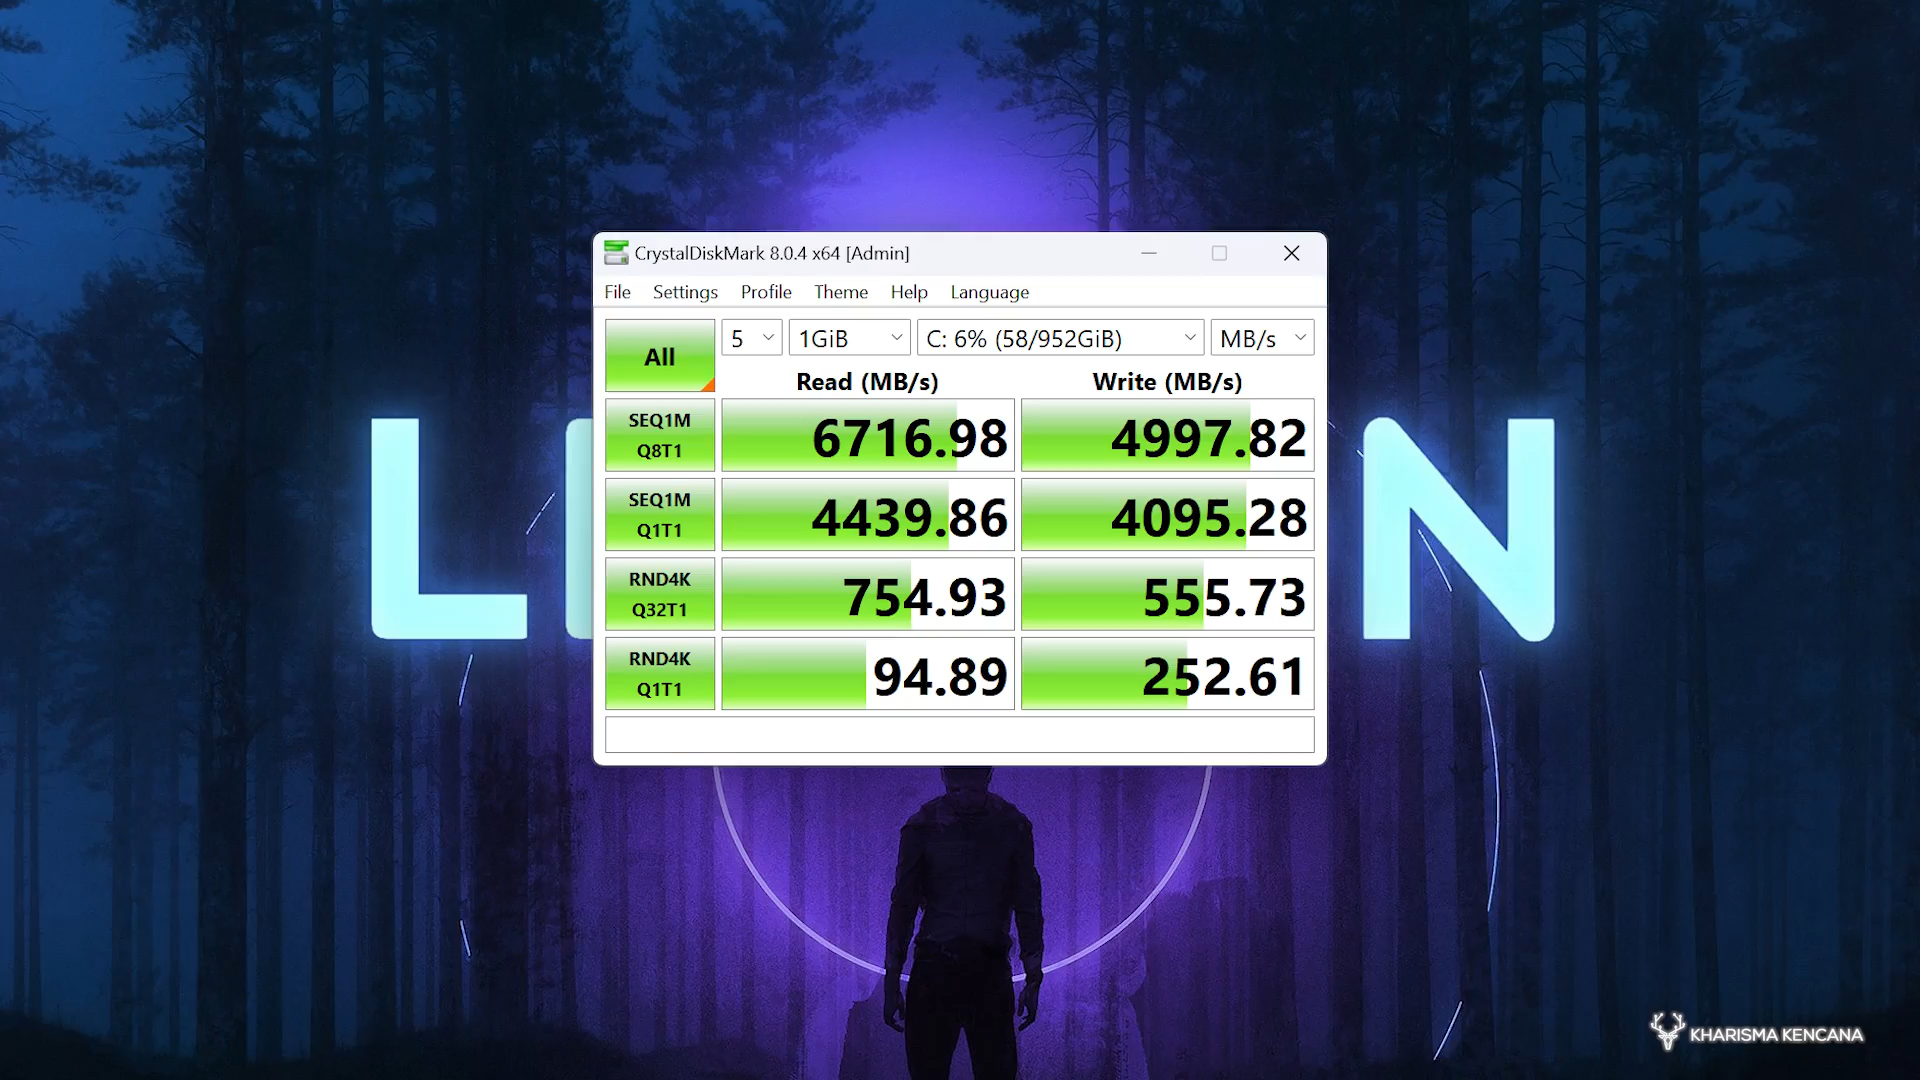 CrystalDiskMark 8.0.4 x64 [Admin]
File Settings Profile Theme Help Language
All 5 1GiB C: 6% (58/952GiB) MB/s
Read (MB/s) Write (MB/s)
SEQ1M
Q8T1
6716.98 4997.82
SEQ1M
Q1T1
4439.86 4095.28
RND4K
Q32T1
754.93 555.73
RND4K
Q1T1
94.89 252.61
L N
KHARISMA KENCANA